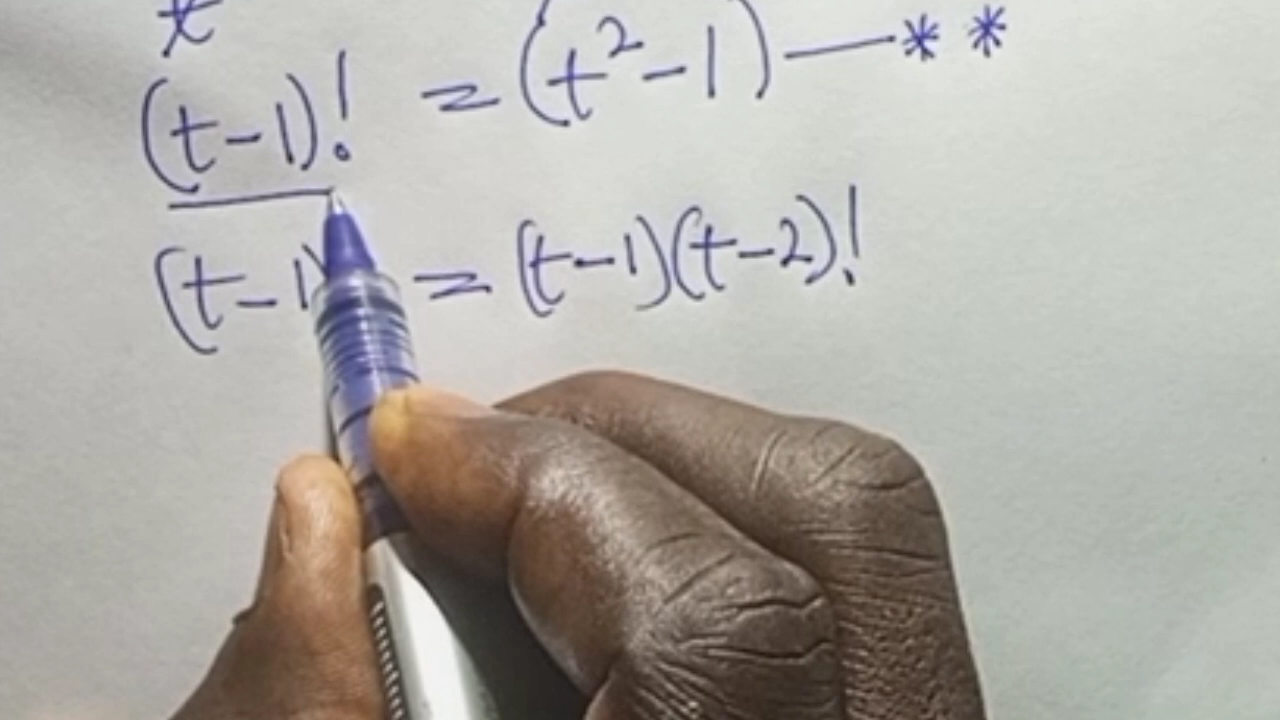 t
(t-1)! = (t²-1) — * *
(t-1) = (t-1)(t-2)!